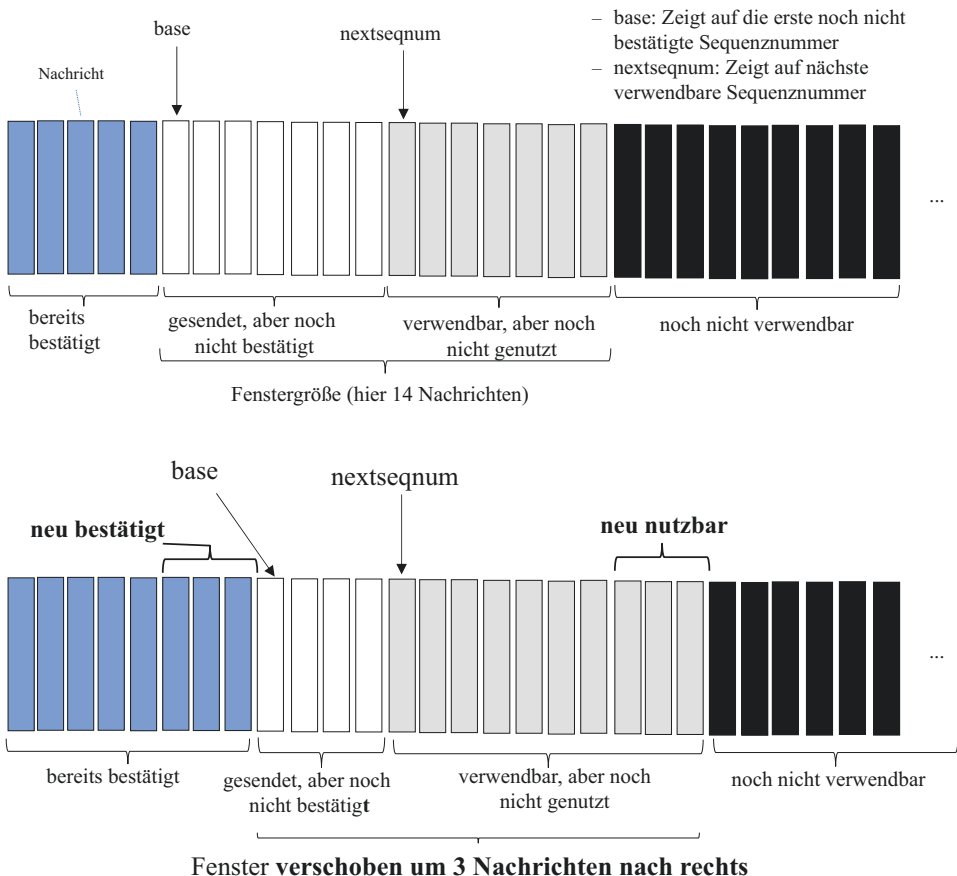 – base: Zeigt auf die erste noch nicht
bestätigte Sequenznummer
– nextseqnum: Zeigt auf nächste
verwendbare Sequenznummer
base
nextseqnum
Nachricht
...
bereits
bestätigt
gesendet, aber noch
nicht bestätigt
verwendbar, aber noch
nicht genutzt
noch nicht verwendbar
Fenstergröße (hier 14 Nachrichten)
base
nextseqnum
neu bestätigt
neu nutzbar
...
bereits bestätigt
gesendet, aber noch
nicht bestätigt
verwendbar, aber noch
nicht genutzt
noch nicht verwendbar
Fenster verschoben um 3 Nachrichten nach rechts